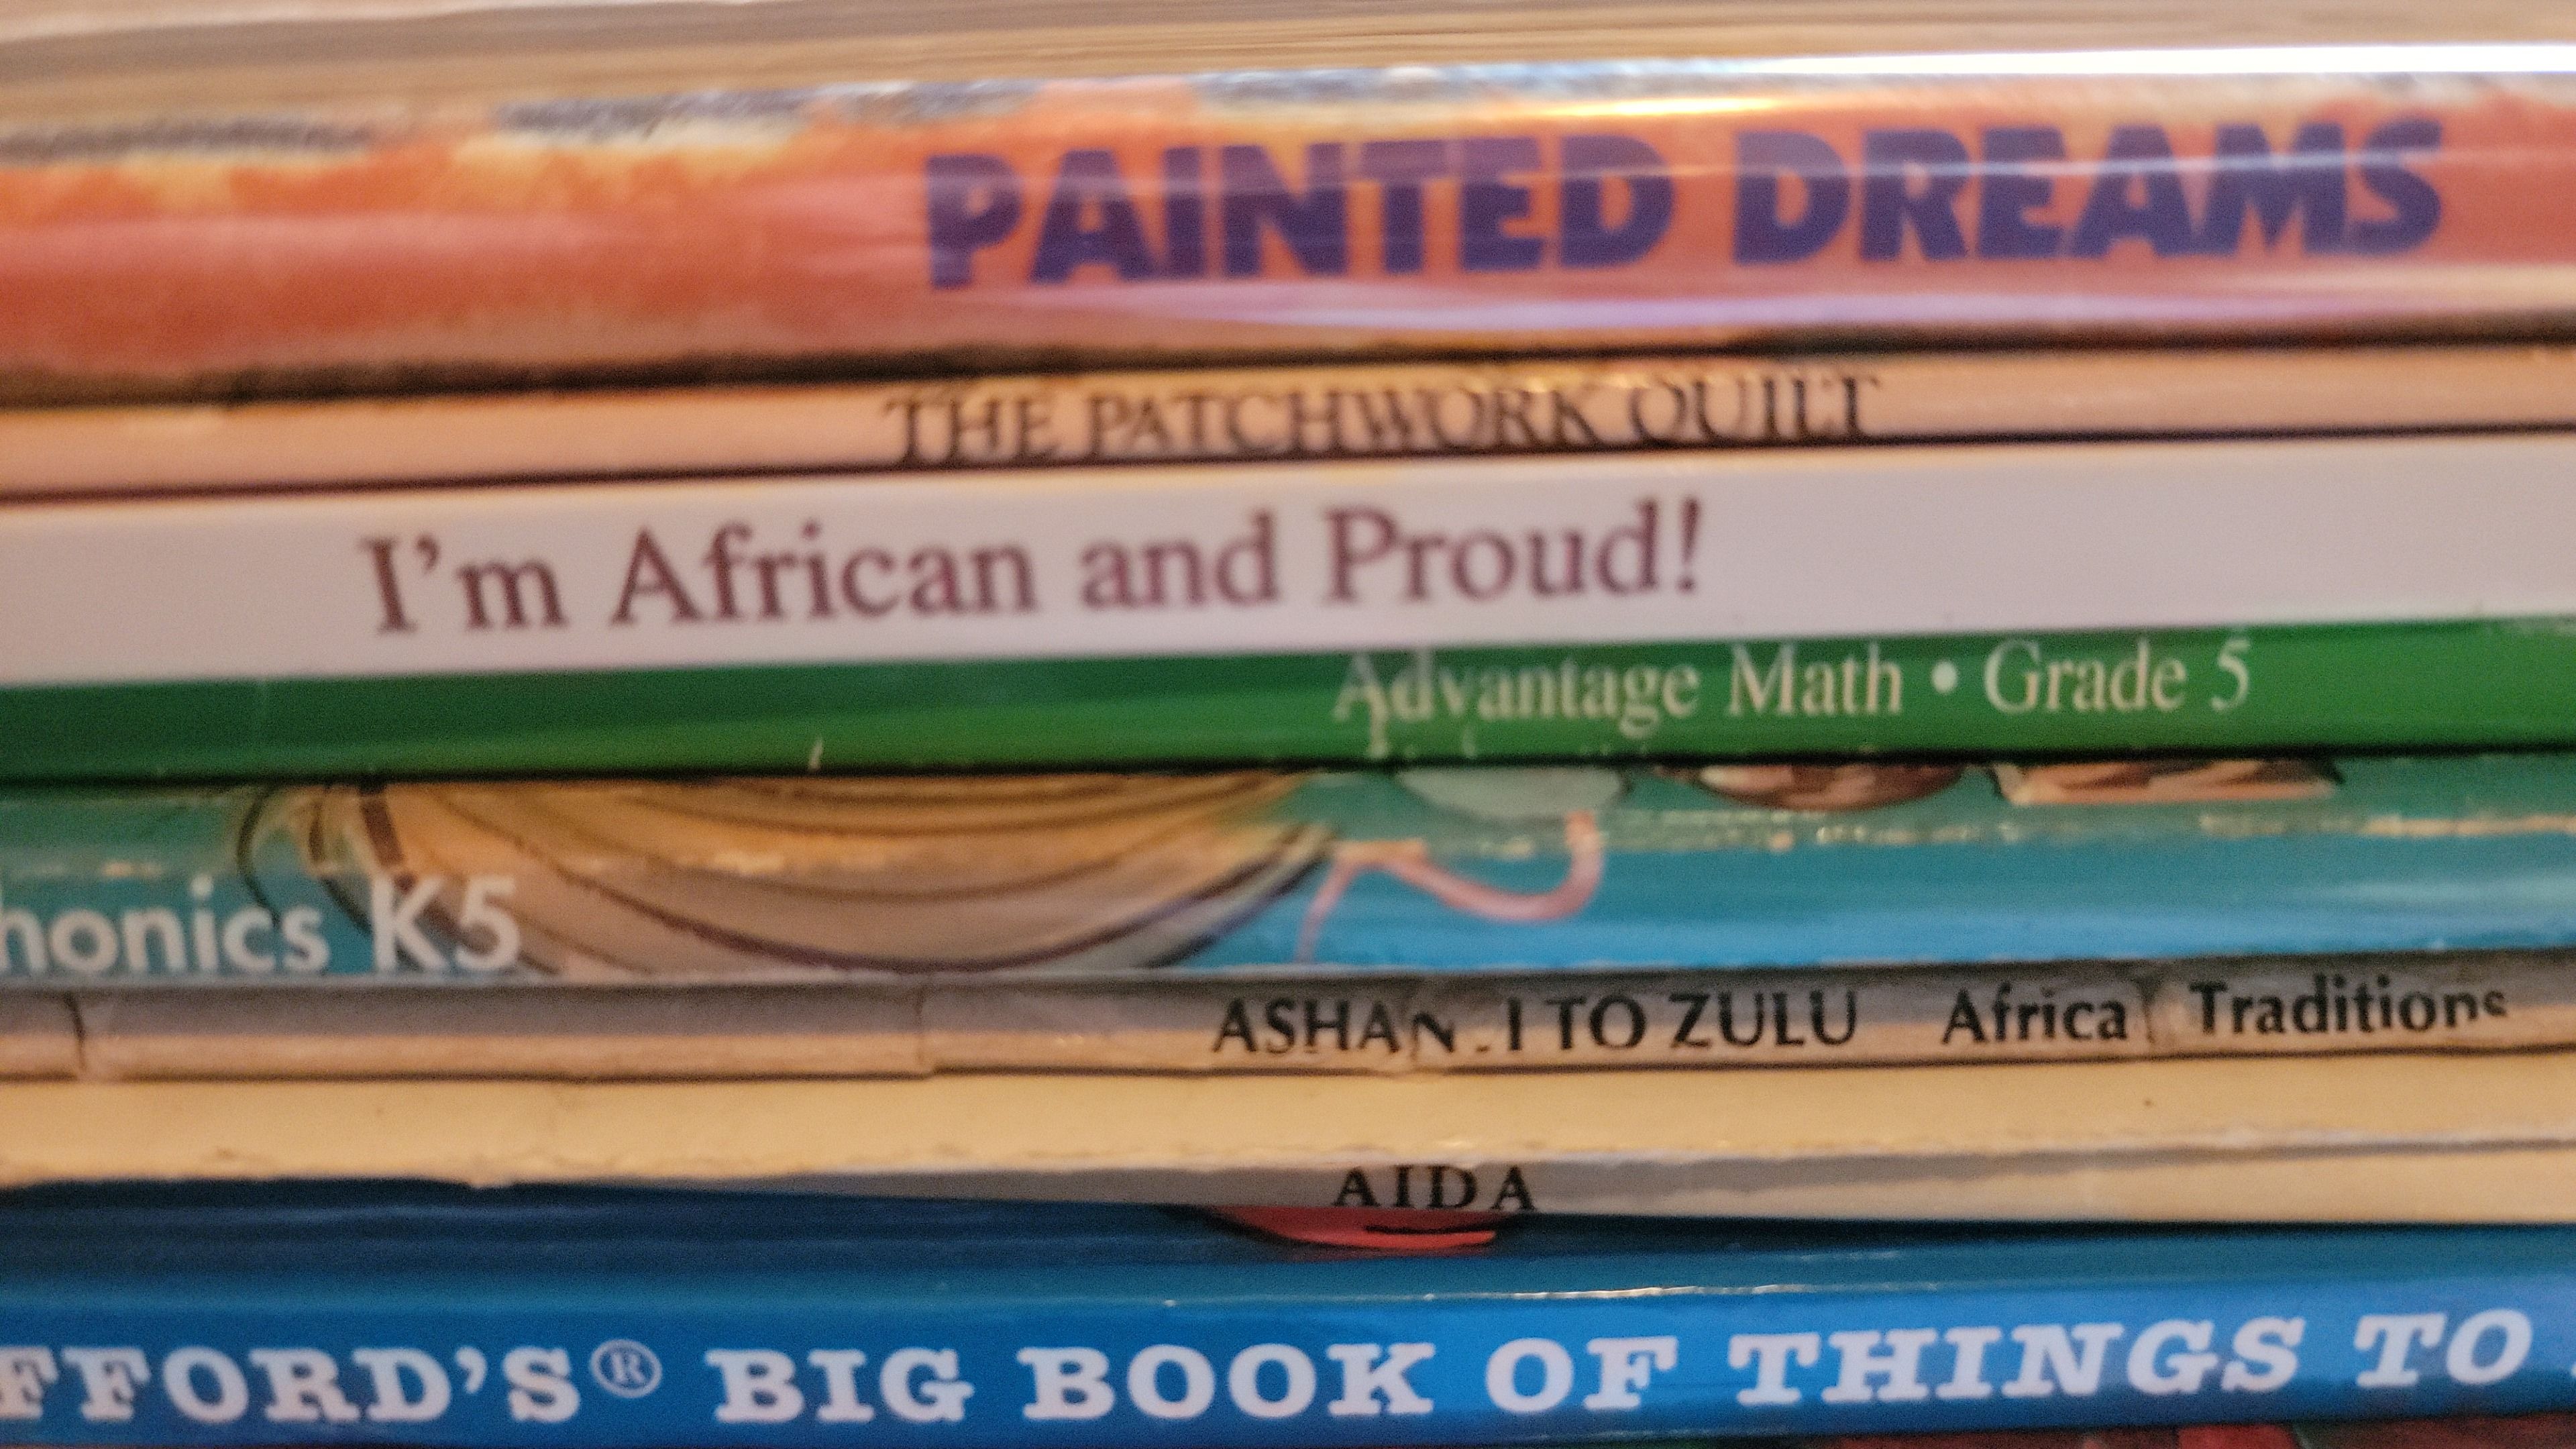 PAINTED DREAMS
THE PATCHWORK QUILT
I'm African and Proud!
Advantage Math • Grade 5
honics K5
ASHAN I TO ZULU Africa Traditions
AIDA
FFORD'S® BIG BOOK OF THINGS TO